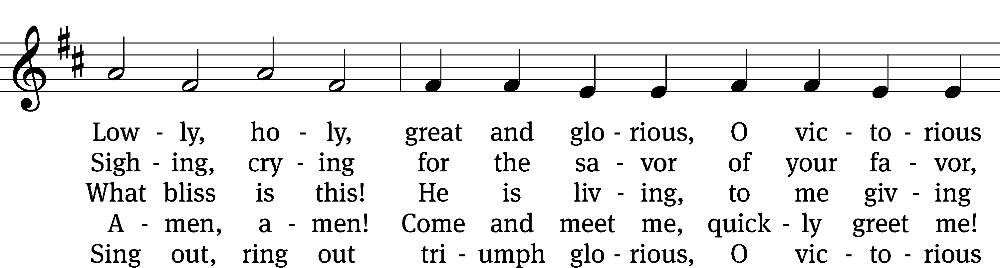 Low - ly, ho - ly, great and glo - rious, O vic - to - rious
Sigh - ing, cry - ing for the sa - vor of your fa - vor,
What bliss is this! He is liv - ing, to me giv - ing
A - men, a - men! Come and meet me, quick - ly greet me!
Sing out, ring out tri - umph glo - rious, O vic - to - rious